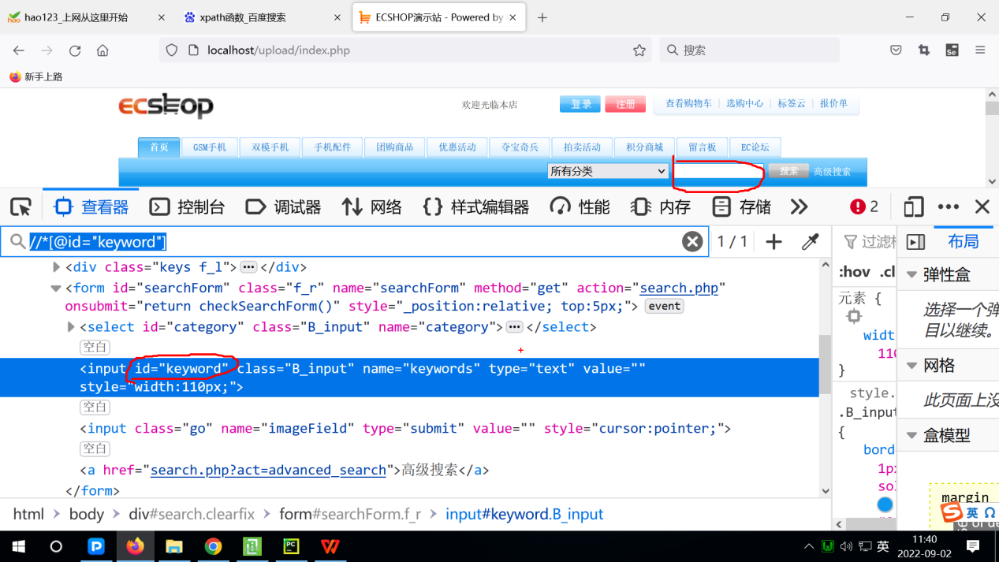 hao123_上网从这里开始
xpath函数_百度搜索
ECSHOP演示站 - Powered by
localhost/upload/index.php
搜索
新手上路
ecshop
欢迎光临本店
登录
注册
查看购物车
选购中心
标签云
报价单
首页
GSM手机
双模手机
手机配件
团购商品
优惠活动
夺宝奇兵
拍卖活动
积分商城
留言板
EC论坛
所有分类
搜索
高级搜索
查看器
控制台
调试器
网络
样式编辑器
性能
内存
存储
2
//*[@id="keyword"]
1 / 1
布局
<div class="keys f_l"> ••• </div>
<form id="searchForm" class="f_r" name="searchForm" method="get" action="search.php"
onsubmit="return checkSearchForm()" style="_position:relative; top:5px;"> event
<select id="category" class="B_input" name="category"> ••• </select>
空白
<input id="keyword" class="B_input" name="keywords" type="text" value=""
style="width:110px;">
空白
<input class="go" name="imageField" type="submit" value="" style="cursor:pointer;">
空白
<a href="search.php?act=advanced_search">高级搜索</a>
</form>
:hov .cl
元素 {
widt
110
}
style.
.B_input
{
bord
1px
sol
弹性盒
选择一个弹
目以继续。
网格
此页面上没
盒模型
margin
html > body > div#search.clearfix > form#searchForm.f_r > input#keyword.B_input
英
英
11:40
2022-09-02